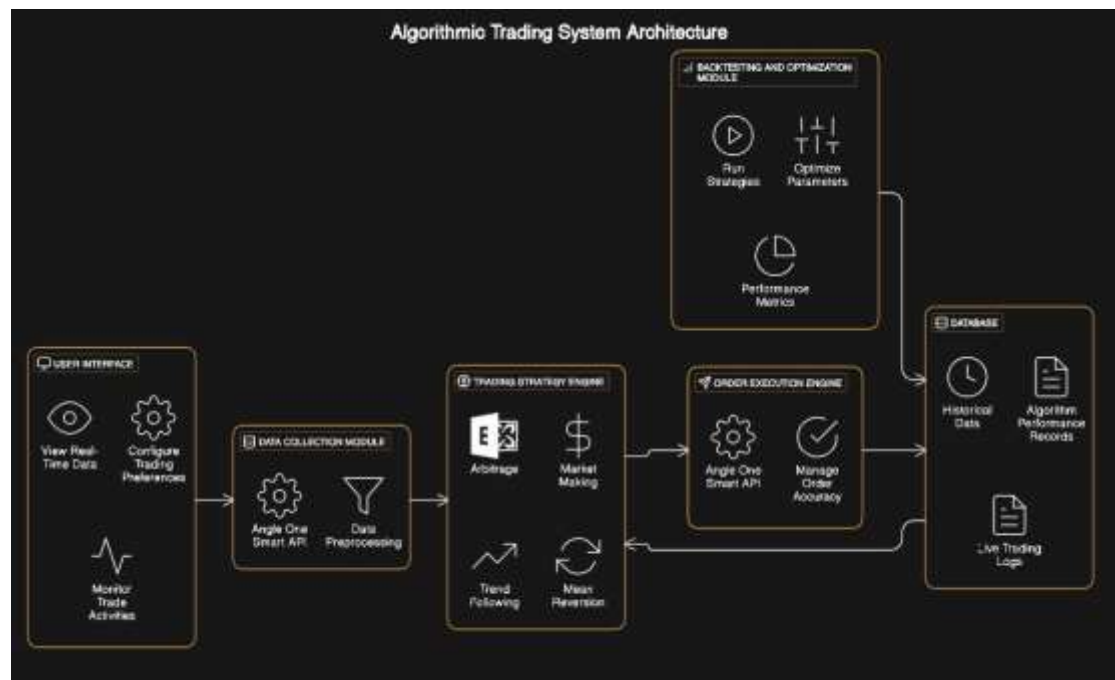 Algorithmic Trading System Architecture
BACKTESTING AND OPTIMIZATION
MODULE
Run
Strategies
Optimize
Parameters
Performance
Metrics
USER INTERFACE
View Real-
Time Data
Configure
Trading
Preferences
Monitor
Trade
Activities
DATA COLLECTION MODULE
Angle One
Smart API
Data
Preprocessing
TRADING STRATEGY ENGINE
E
Arbitrage
$
Market
Making
Trend
Following
Mean
Reversion
ORDER EXECUTION ENGINE
Angle One
Smart API
Manage
Order
Accuracy
DATABASE
Historical
Data
Algorithm
Performance
Records
Live Trading
Logs